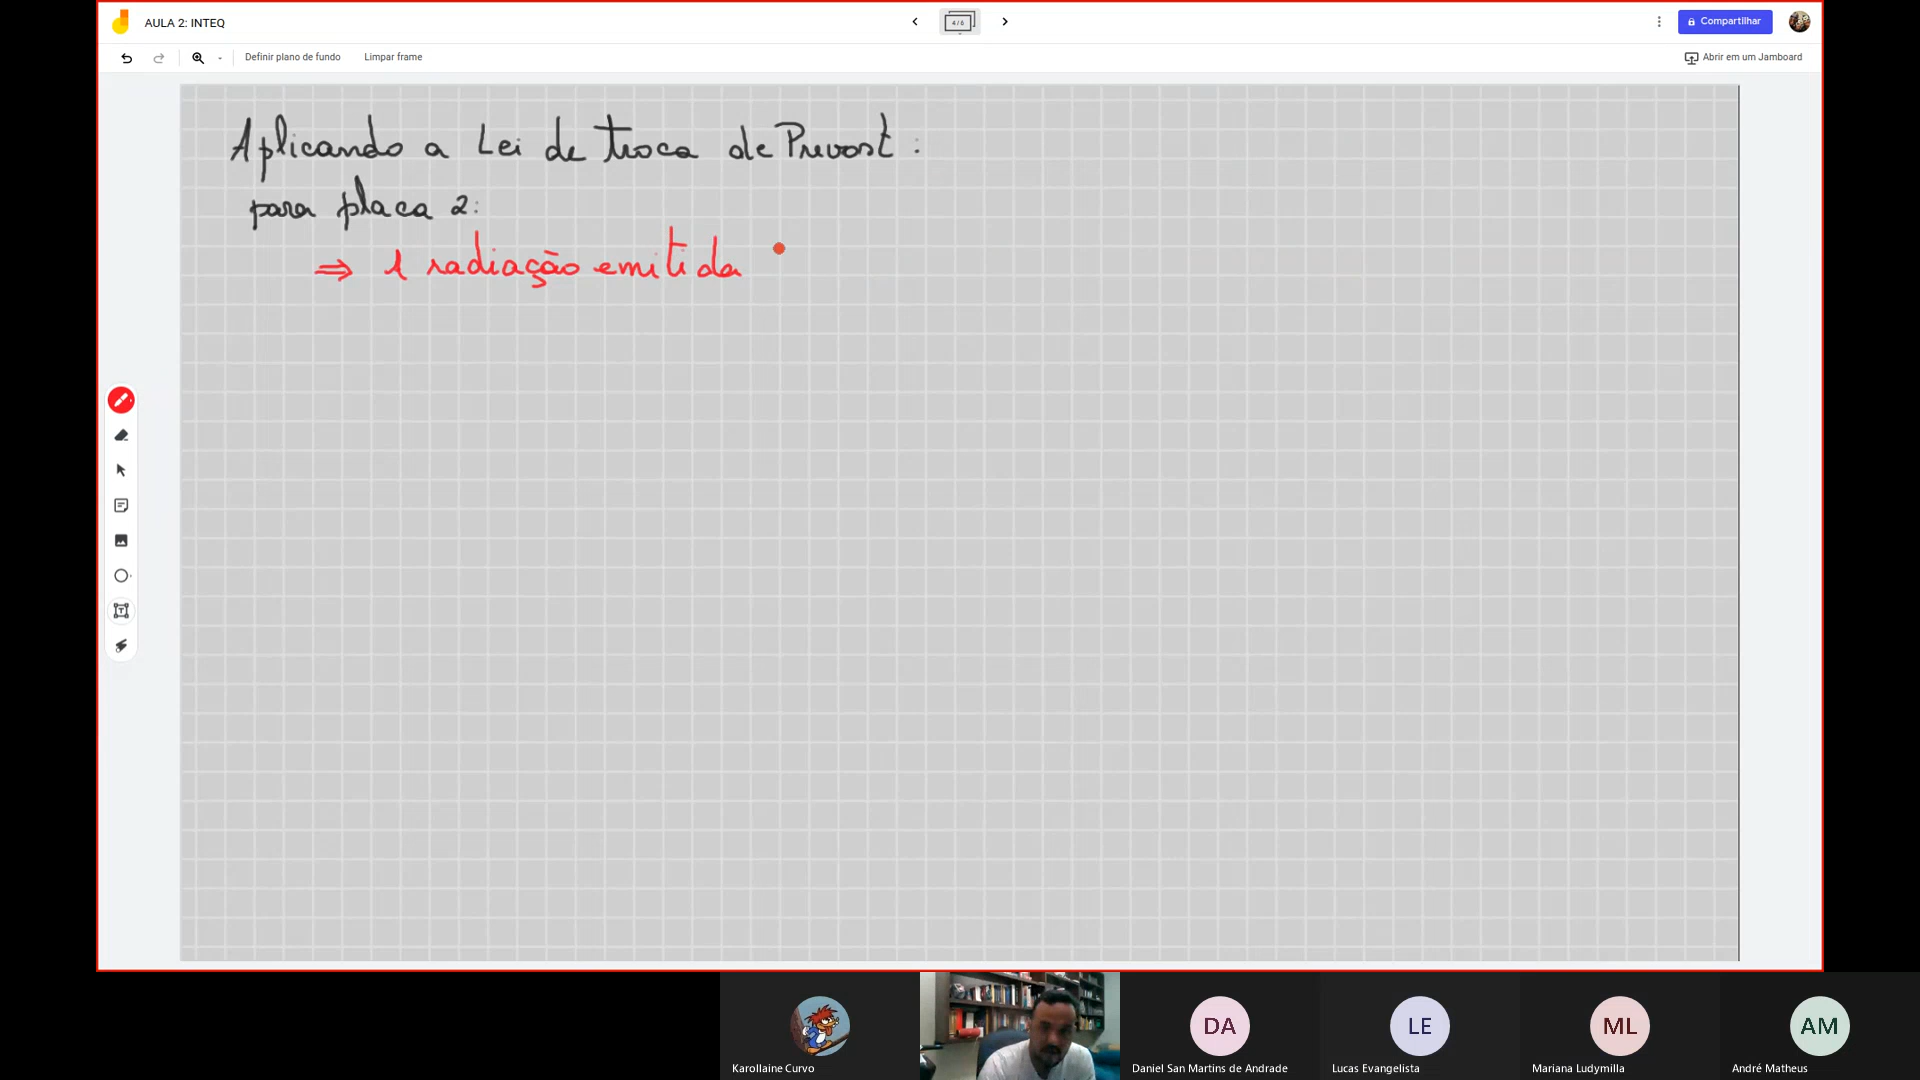 AULA 2: INTEQ
4 / 6
Compartilhar
Definir plano de fundo
Limpar frame
Abrir em um Jamboard
Aplicando a Lei de troca de Prevost :
para placa 2:
⇒ 1 radiação emitida
Karollaine Curvo
DA
Daniel San Martins de Andrade
LE
Lucas Evangelista
ML
Mariana Ludymilla
AM
André Matheus